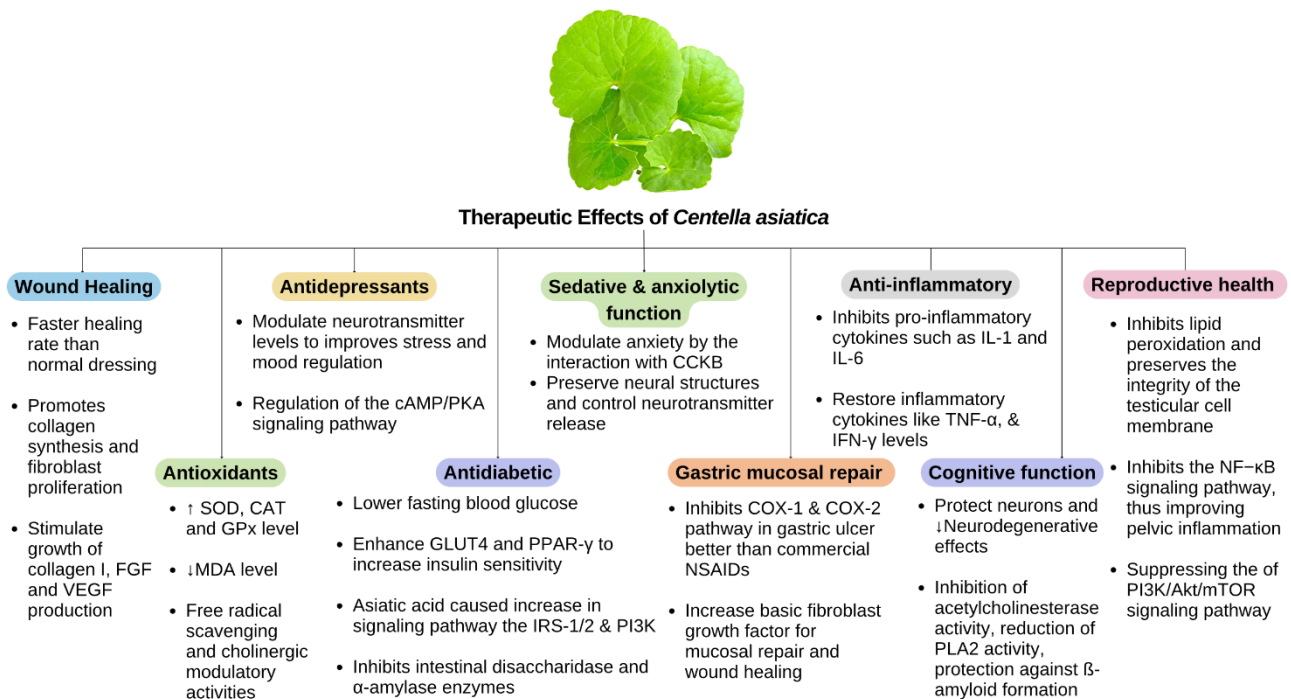 Therapeutic Effects of Centella asiatica
Wound Healing
• Faster healing
rate than
normal dressing
• Promotes
collagen
synthesis and
fibroblast
proliferation
• Stimulate
growth of
collagen I, FGF
and VEGF
production
Antioxidants
• ↑ SOD, CAT
and GPx level
• ↓MDA level
• Free radical
scavenging
and cholinergic
modulatory
activities
Antidepressants
• Modulate neurotransmitter
levels to improves stress and
mood regulation
• Regulation of the cAMP/PKA
signaling pathway
Antidiabetic
• Lower fasting blood glucose
• Enhance GLUT4 and PPAR-γ to
increase insulin sensitivity
• Asiatic acid caused increase in
signaling pathway the IRS-1/2 & PI3K
• Inhibits intestinal disaccharidase and
α-amylase enzymes
Sedative & anxiolytic
function
• Modulate anxiety by the
interaction with CCKB
• Preserve neural structures
and control neurotransmitter
release
Gastric mucosal repair
• Inhibits COX-1 & COX-2
pathway in gastric ulcer
better than commercial
NSAIDs
• Increase basic fibroblast
growth factor for
mucosal repair and
wound healing
Anti-inflammatory
• Inhibits pro-inflammatory
cytokines such as IL-1 and
IL-6
• Restore inflammatory
cytokines like TNF-α, &
IFN-γ levels
Cognitive function
• Protect neurons and
↓Neurodegenerative
effects
• Inhibition of
acetylcholinesterase
activity, reduction of
PLA2 activity,
protection against ß-
amyloid formation
Reproductive health
• Inhibits lipid
peroxidation and
preserves the
integrity of the
testicular cell
membrane
• Inhibits the NF−κB
signaling pathway,
thus improving
pelvic inflammation
• Suppressing the of
PI3K/Akt/mTOR
signaling pathway